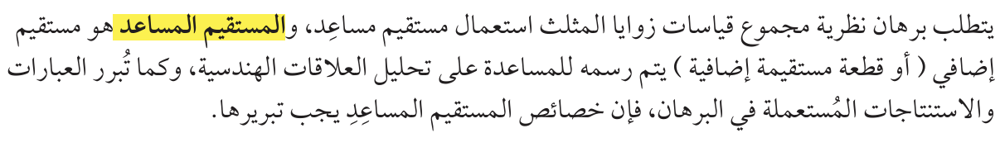 يتطلب برهان نظرية مجموع قياسات زوايا المثلث استعمال مستقيم مساعِد، والمستقيم المساعد هو مستقيم
إضافي ( أو قطعة مستقيمة إضافية ) يتم رسمه للمساعدة على تحليل العلاقات الهندسية، وكما تُبرر العبارات
والاستنتاجات المُستعملة في البرهان، فإن خصائص المستقيم المساعِدِ يجب تبريرها.